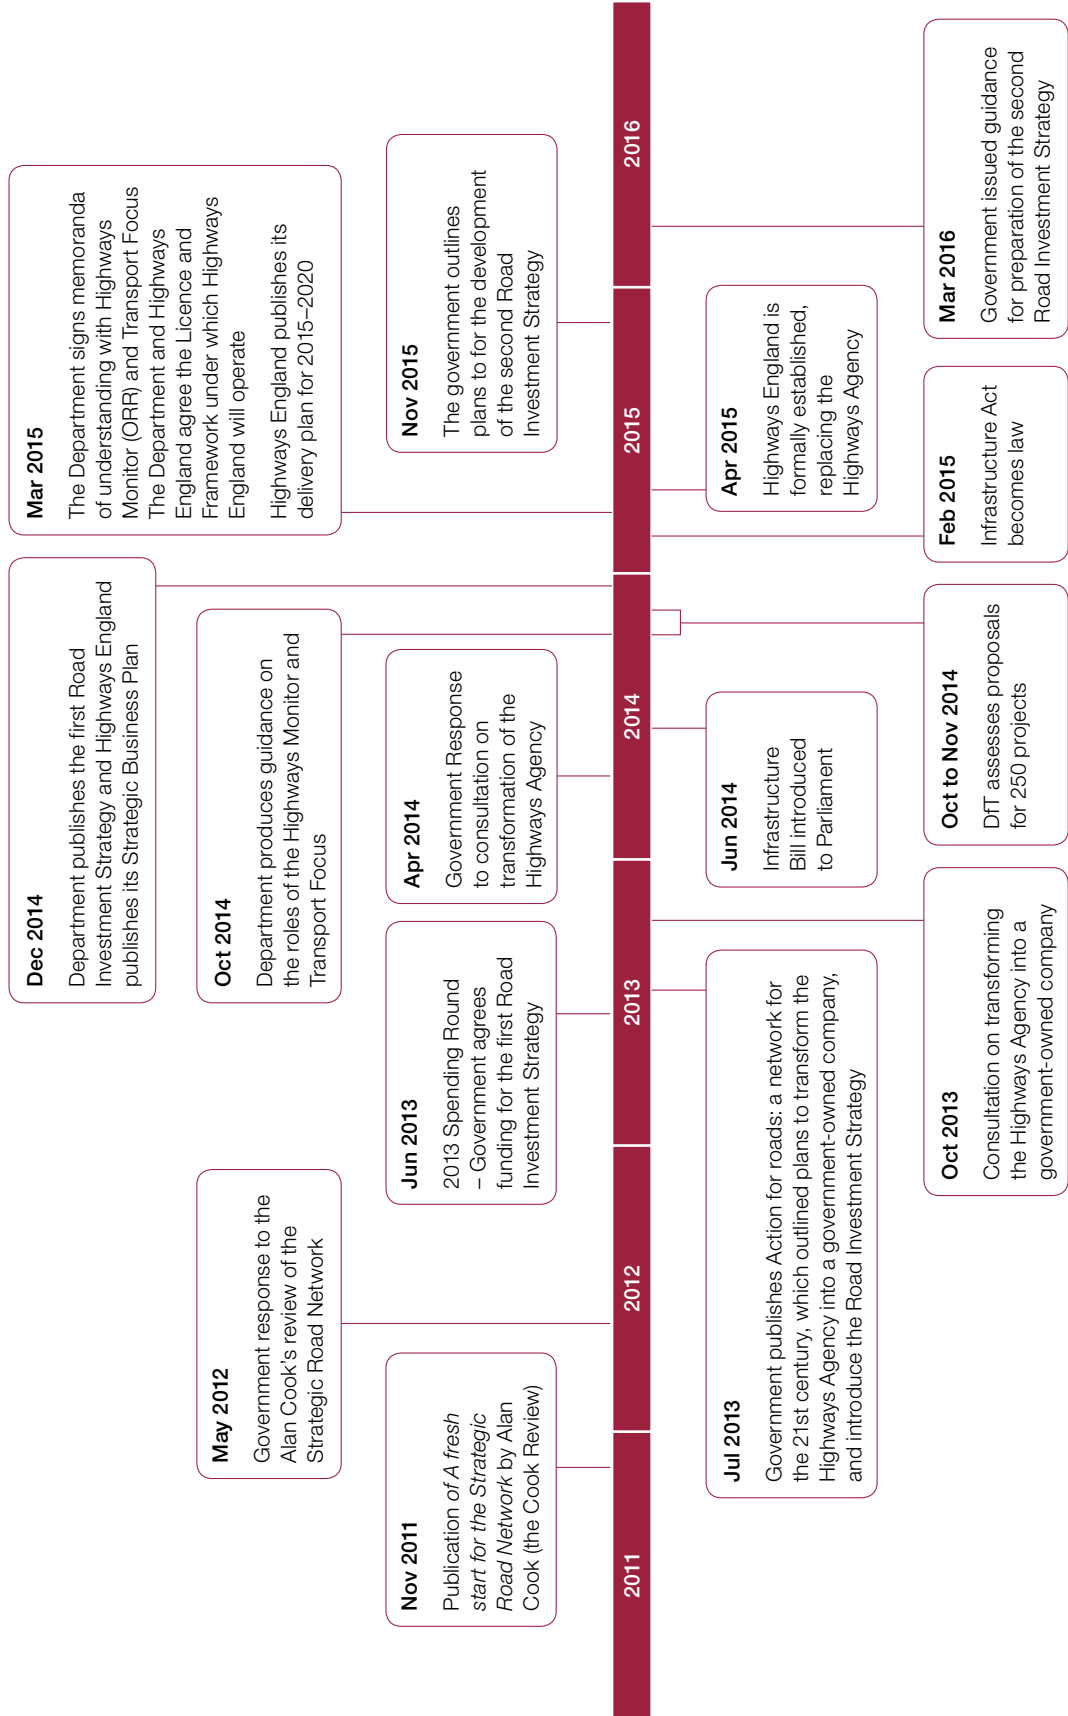 Dec 2014
Department publishes the first Road
Investment Strategy and Highways England
publishes its Strategic Business Plan
Mar 2015
The Department signs memoranda
of understanding with Highways
Monitor (ORR) and Transport Focus
The Department and Highways
England agree the Licence and
Framework under which Highways
England will operate
Highways England publishes its
delivery plan for 2015–2020
May 2012
Government response to the
Alan Cook’s review of the
Strategic Road Network
Oct 2014
Department produces guidance on
the roles of the Highways Monitor and
Transport Focus
Nov 2011
Publication of A fresh
start for the Strategic
Road Network by Alan
Cook (the Cook Review)
Jun 2013
2013 Spending Round
– Government agrees
funding for the first Road
Investment Strategy
Apr 2014
Government Response
to consultation on
transformation of the
Highways Agency
Nov 2015
The government outlines
plans to for the development
of the second Road
Investment Strategy
2011
2012
2013
2014
2015
2016
Jul 2013
Government publishes Action for roads: a network for
the 21st century, which outlined plans to transform the
Highways Agency into a government-owned company,
and introduce the Road Investment Strategy
Jun 2014
Infrastructure
Bill introduced
to Parliament
Apr 2015
Highways England is
formally established,
replacing the
Highways Agency
Oct 2013
Consultation on transforming
the Highways Agency into a
government-owned company
Oct to Nov 2014
DfT assesses proposals
for 250 projects
Feb 2015
Infrastructure Act
becomes law
Mar 2016
Government issued guidance
for preparation of the second
Road Investment Strategy